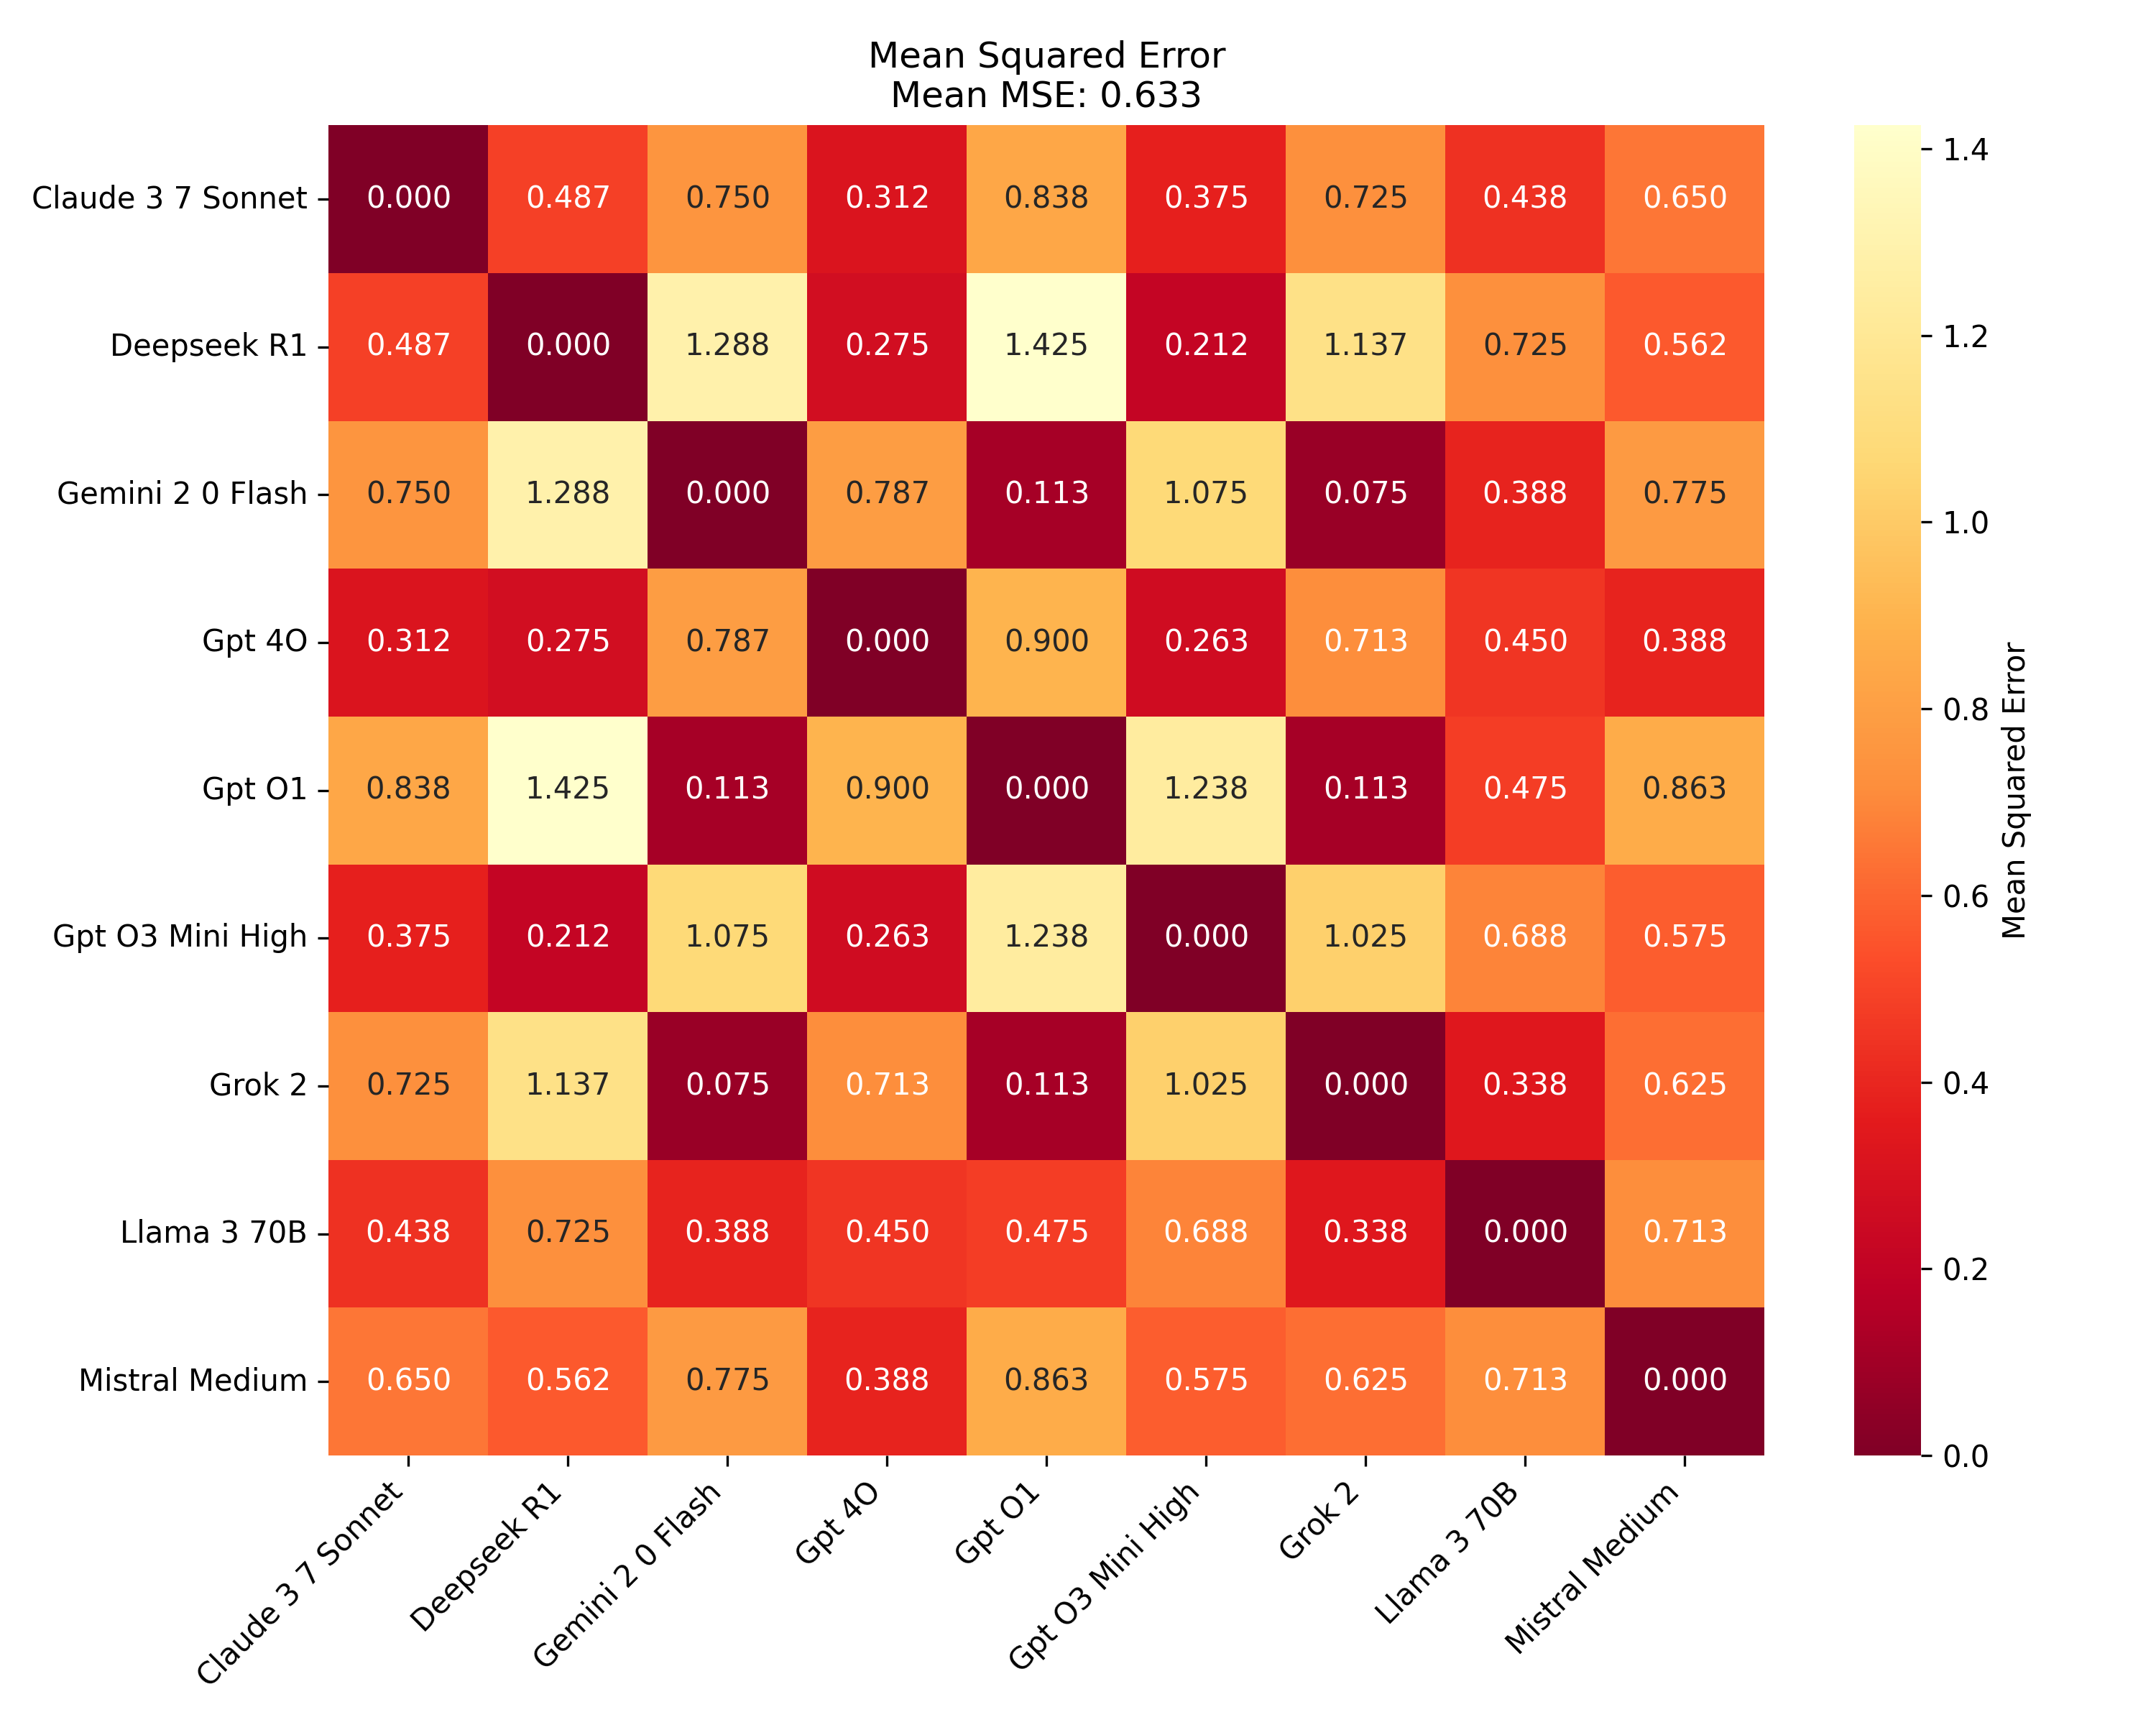 Mean Squared Error
Mean MSE: 0.633
Claude 3 7 Sonnet 0.000 0.487 0.750 0.312 0.838 0.375 0.725 0.438 0.650
Deepseek R1 0.487 0.000 1.288 0.275 1.425 0.212 1.137 0.725 0.562
Gemini 2 0 Flash 0.750 1.288 0.000 0.787 0.113 1.075 0.075 0.388 0.775
Gpt 4O 0.312 0.275 0.787 0.000 0.900 0.263 0.713 0.450 0.388
Gpt O1 0.838 1.425 0.113 0.900 0.000 1.238 0.113 0.475 0.863
Gpt O3 Mini High 0.375 0.212 1.075 0.263 1.238 0.000 1.025 0.688 0.575
Grok 2 0.725 1.137 0.075 0.713 0.113 1.025 0.000 0.338 0.625
Llama 3 70B 0.438 0.725 0.388 0.450 0.475 0.688 0.338 0.000 0.713
Mistral Medium 0.650 0.562 0.775 0.388 0.863 0.575 0.625 0.713 0.000
Claude 3 7 Sonnet
Deepseek R1
Gemini 2 0 Flash
Gpt 4O
Gpt O1
Gpt O3 Mini High
Grok 2
Llama 3 70B
Mistral Medium
1.4
1.2
1.0
0.8
0.6
0.4
0.2
0.0
Mean Squared Error